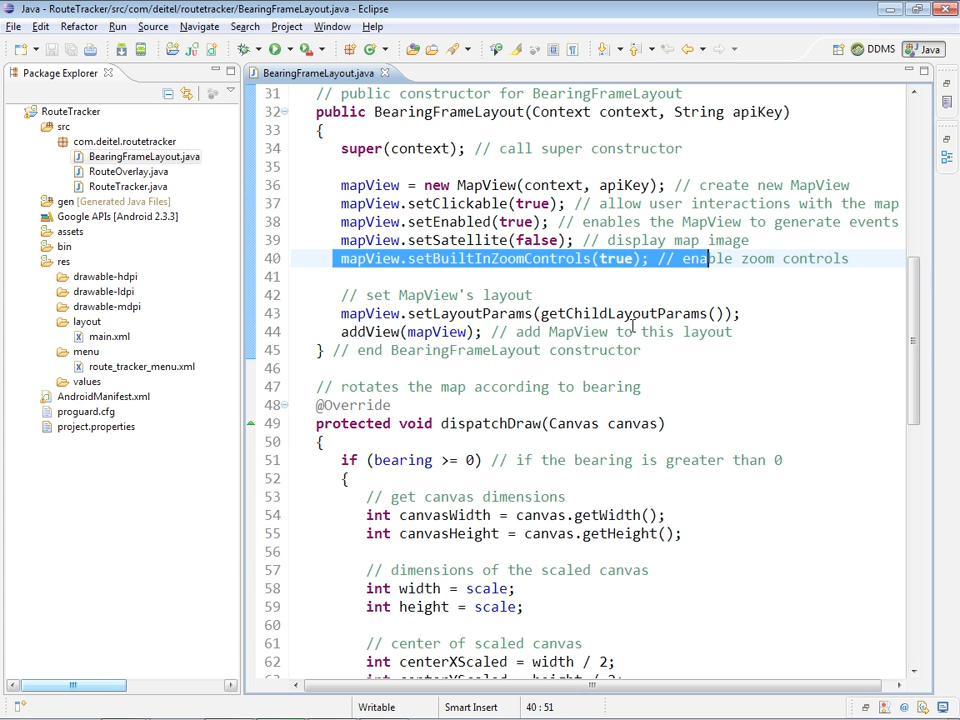 Java - RouteTracker/src/com/deitel/routetracker/BearingFrameLayout.java - Eclipse
File Edit Refactor Run Source Navigate Search Project Window Help
DDMS Java
Package Explorer
BearingFrameLayout.java
RouteTracker
src
com.deitel.routetracker
BearingFrameLayout.java
RouteOverlay.java
RouteTracker.java
gen [Generated Java Files]
Google APIs [Android 2.3.3]
assets
bin
res
drawable-hdpi
drawable-ldpi
drawable-mdpi
layout
main.xml
menu
route_tracker_menu.xml
values
AndroidManifest.xml
proguard.cfg
project.properties
31 // public constructor for BearingFrameLayout
32 public BearingFrameLayout(Context context, String apiKey)
33 {
34 super(context); // call super constructor
35
36 mapView = new MapView(context, apiKey); // create new MapView
37 mapView.setClickable(true); // allow user interactions with the map
38 mapView.setEnabled(true); // enables the MapView to generate events
39 mapView.setSatellite(false); // display map image
40 mapView.setBuiltInZoomControls(true); // enable zoom controls
41
42 // set MapView's layout
43 mapView.setLayoutParams(getChildLayoutParams());
44 addView(mapView); // add MapView to this layout
45 } // end BearingFrameLayout constructor
46
47 // rotates the map according to bearing
48 @Override
49 protected void dispatchDraw(Canvas canvas)
50 {
51 if (bearing >= 0) // if the bearing is greater than 0
52 {
53 // get canvas dimensions
54 int canvasWidth = canvas.getWidth();
55 int canvasHeight = canvas.getHeight();
56
57 // dimensions of the scaled canvas
58 int width = scale;
59 int height = scale;
60
61 // center of scaled canvas
62 int centerXScaled = width / 2;
Writable Smart Insert 40 : 51